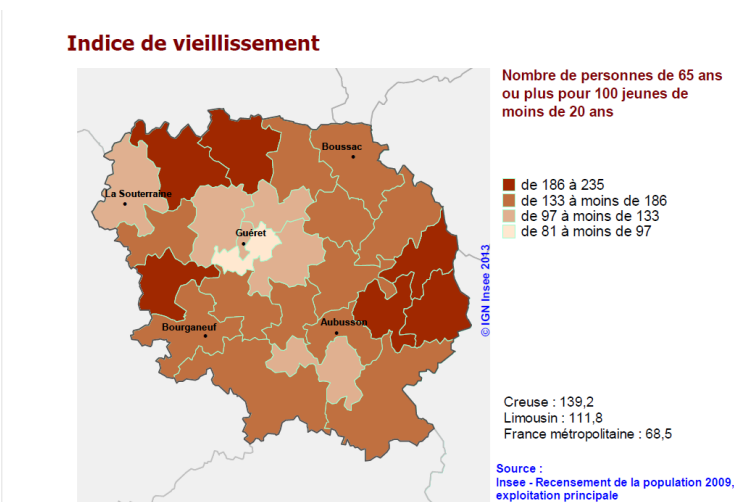 Indice de vieillissement
Nombre de personnes de 65 ans
ou plus pour 100 jeunes de
moins de 20 ans
Boussac
de 186 à 235
La Souterraine
de 133 à moins de 186
de 97 à moins de 133
Guéret
de 81 à moins de 97
© IGN Insee 2013
Bourganeuf
Aubusson
Creuse : 139,2
Limousin : 111,8
France métropolitaine : 68,5
Source :
Insee - Recensement de la population 2009,
exploitation principale